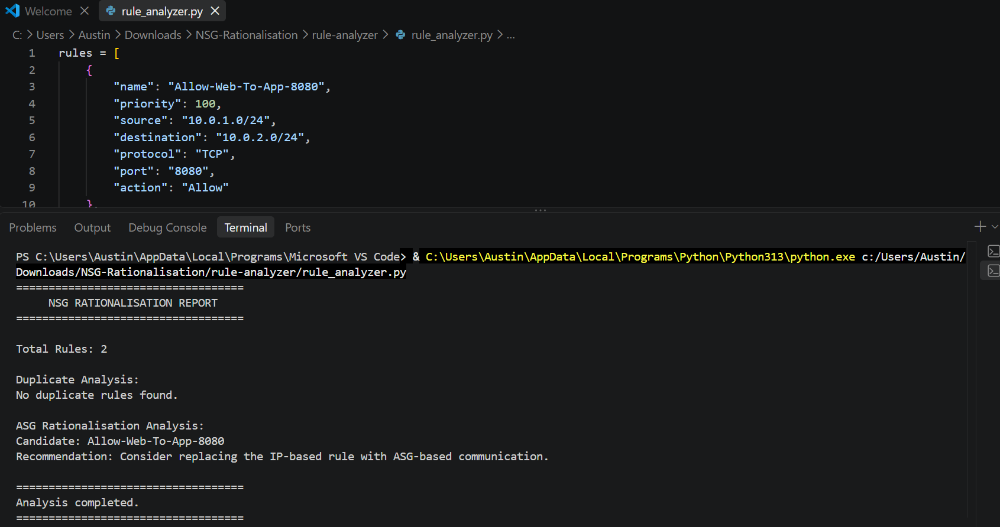 Welcome
rule_analyzer.py
C: > Users > Austin > Downloads > NSG-Rationalisation > rule-analyzer > rule_analyzer.py > ...
1 rules = [
2 {
3 "name": "Allow-Web-To-App-8080",
4 "priority": 100,
5 "source": "10.0.1.0/24",
6 "destination": "10.0.2.0/24",
7 "protocol": "TCP",
8 "port": "8080",
9 "action": "Allow"
10 },
Problems Output Debug Console Terminal Ports
PS C:\Users\Austin\AppData\Local\Programs\Microsoft VS Code> & C:\Users\Austin\AppData\Local\Programs\Python\Python313\python.exe c:/Users/Austin/
Downloads/NSG-Rationalisation/rule-analyzer/rule_analyzer.py
===================================
NSG RATIONALISATION REPORT
===================================
Total Rules: 2
Duplicate Analysis:
No duplicate rules found.
ASG Rationalisation Analysis:
Candidate: Allow-Web-To-App-8080
Recommendation: Consider replacing the IP-based rule with ASG-based communication.
===================================
Analysis completed.
===================================